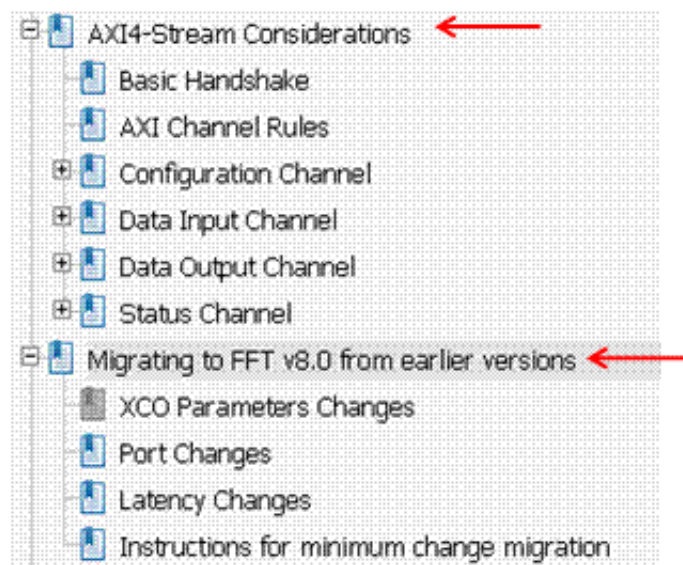 AXI4-Stream Considerations
Basic Handshake
AXI Channel Rules
Configuration Channel
Data Input Channel
Data Output Channel
Status Channel
Migrating to FFT v8.0 from earlier versions
XCO Parameters Changes
Port Changes
Latency Changes
Instructions for minimum change migration